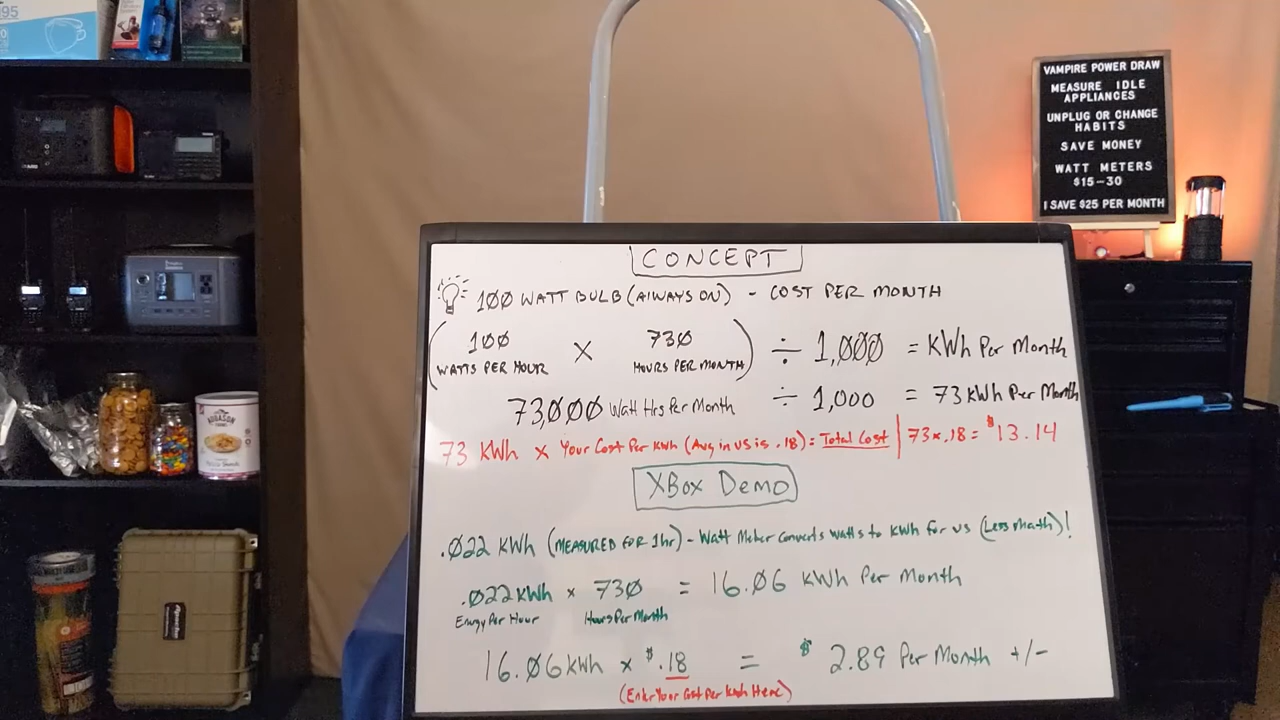 95
VAMPIRE POWER DRAW
MEASURE IDLE
APPLIANCES
UNPLUG OR CHANGE
HABITS
SAVE MONEY
WATT METERS
$15-30
I SAVE $25 PER MONTH
CONCEPT
100 WATT BULB (AlWAYS ON) - COST PER MONTH
(100 X 730) ÷ 1,000 = KWh Per Month
WATTS PER HOUR HOURS PER MONTH
73,000 Watt Hrs Per Month ÷ 1,000 = 73 KWh Per Month
73 KWh x Your Cost Per KWh (Avg in US is .18) = Total Cost | 73 x .18 = $13.14
XBox Demo
.022 KWh (MEASURED FOR 1hr) - Watt Meter Converts watts to KWh for us (Less Math)!
.022 KWh x 730 = 16.06 KWh Per Month
Energy Per Hour Hours Per Month
16.06 KWh x $.18 = $2.89 Per Month +/-
(Enter Your Cost Per KWh Here)
AUGASON
FARMS